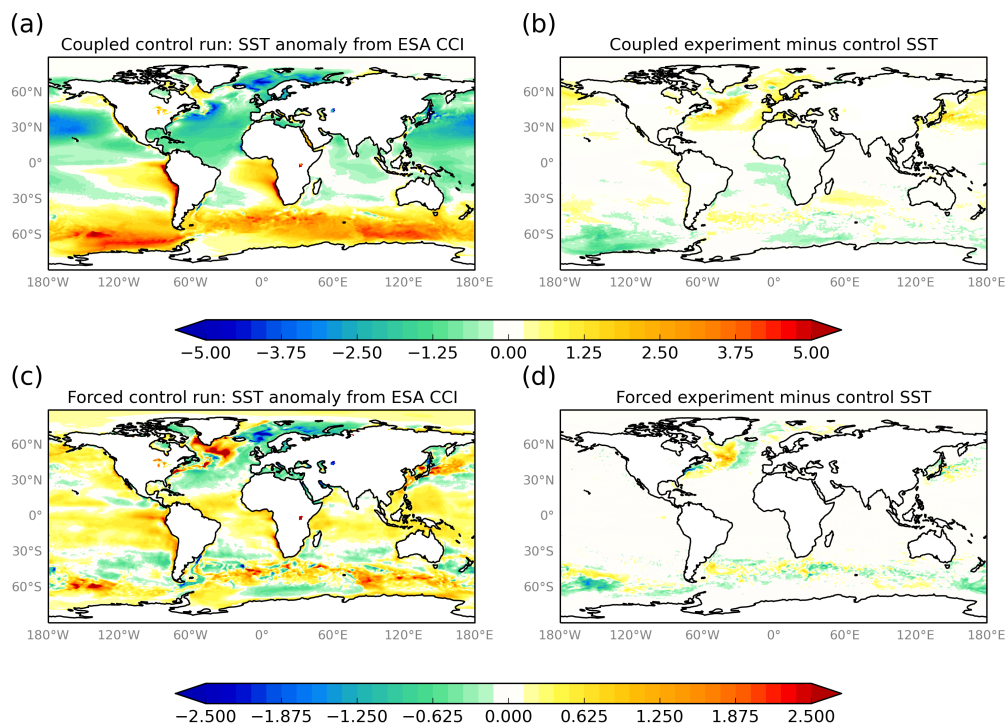 (a)
(b)
Coupled control run: SST anomaly from ESA CCI
Coupled experiment minus control SST
60°N
30°N
0°
30°S
60°S
180°W 120°W 60°W 0° 60°E 120°E 180°E
60°N
30°N
0°
30°S
60°S
180°W 120°W 60°W 0° 60°E 120°E 180°E
−5.00 −3.75 −2.50 −1.25 0.00 1.25 2.50 3.75 5.00
(c)
(d)
Forced control run: SST anomaly from ESA CCI
Forced experiment minus control SST
60°N
30°N
0°
30°S
60°S
180°W 120°W 60°W 0° 60°E 120°E 180°E
60°N
30°N
0°
30°S
60°S
180°W 120°W 60°W 0° 60°E 120°E 180°E
−2.500 −1.875 −1.250 −0.625 0.000 0.625 1.250 1.875 2.500